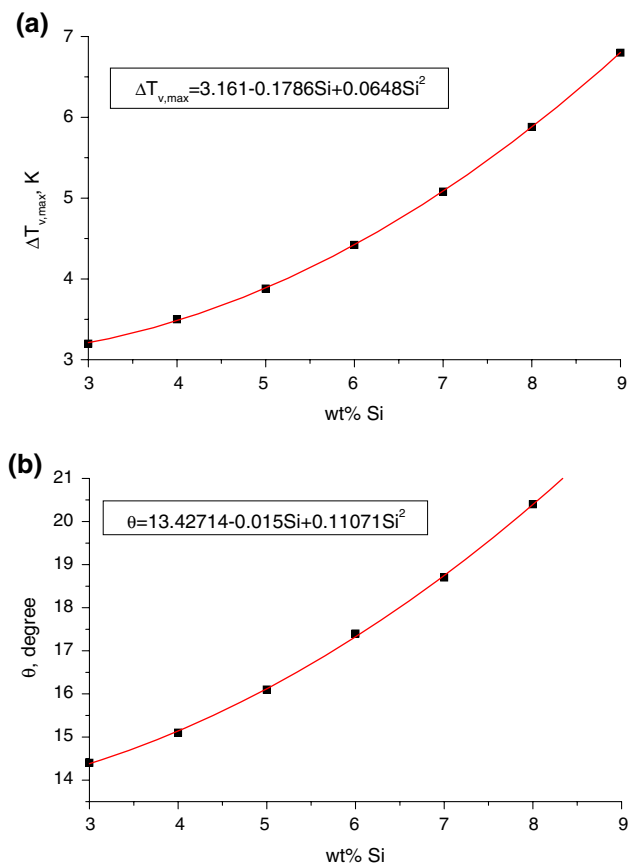 (a)
7
6
5
4
3
ΔTv,max, K
ΔTv,max=3.161-0.1786Si+0.0648Si²
3 4 5 6 7 8 9
wt% Si
(b)
21
20
19
18
17
16
15
14
θ, degree
θ=13.42714-0.015Si+0.11071Si²
3 4 5 6 7 8 9
wt% Si